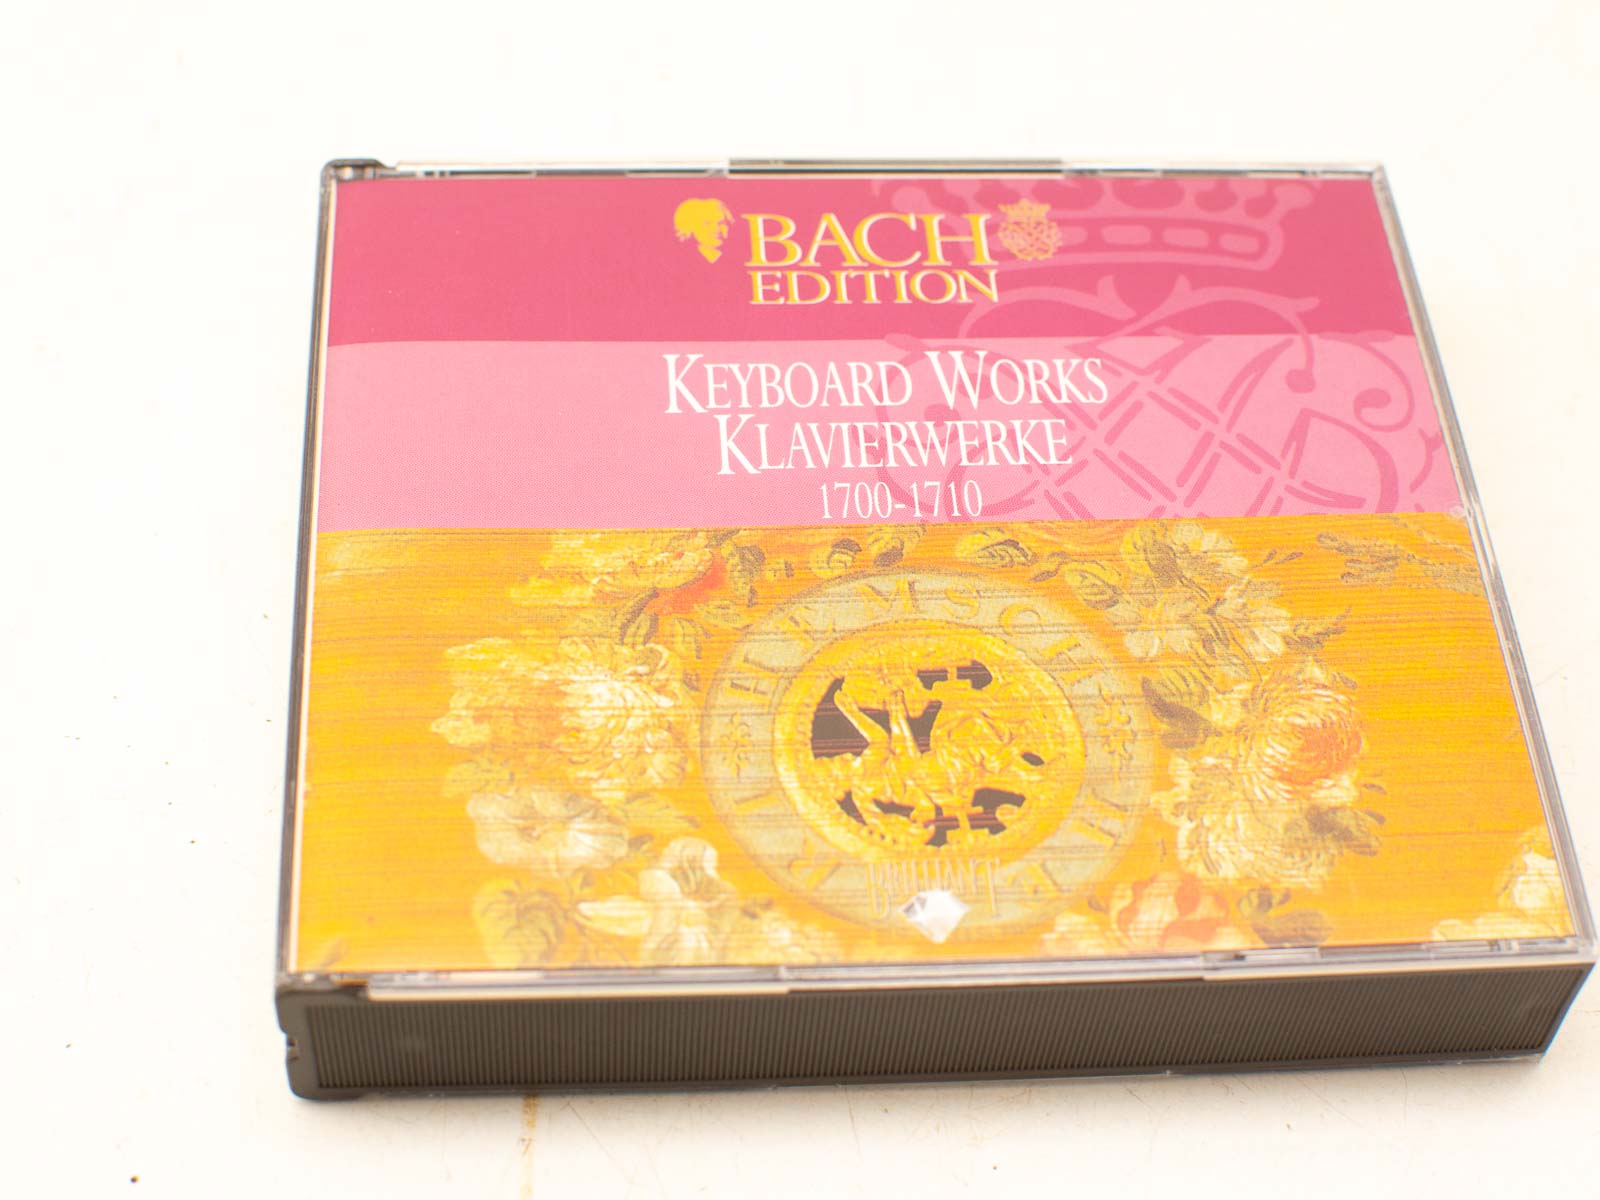 BACH
EDITION
KEYBOARD WORKS
KLAVIERWERKE
1700-1710
BRILLIANT